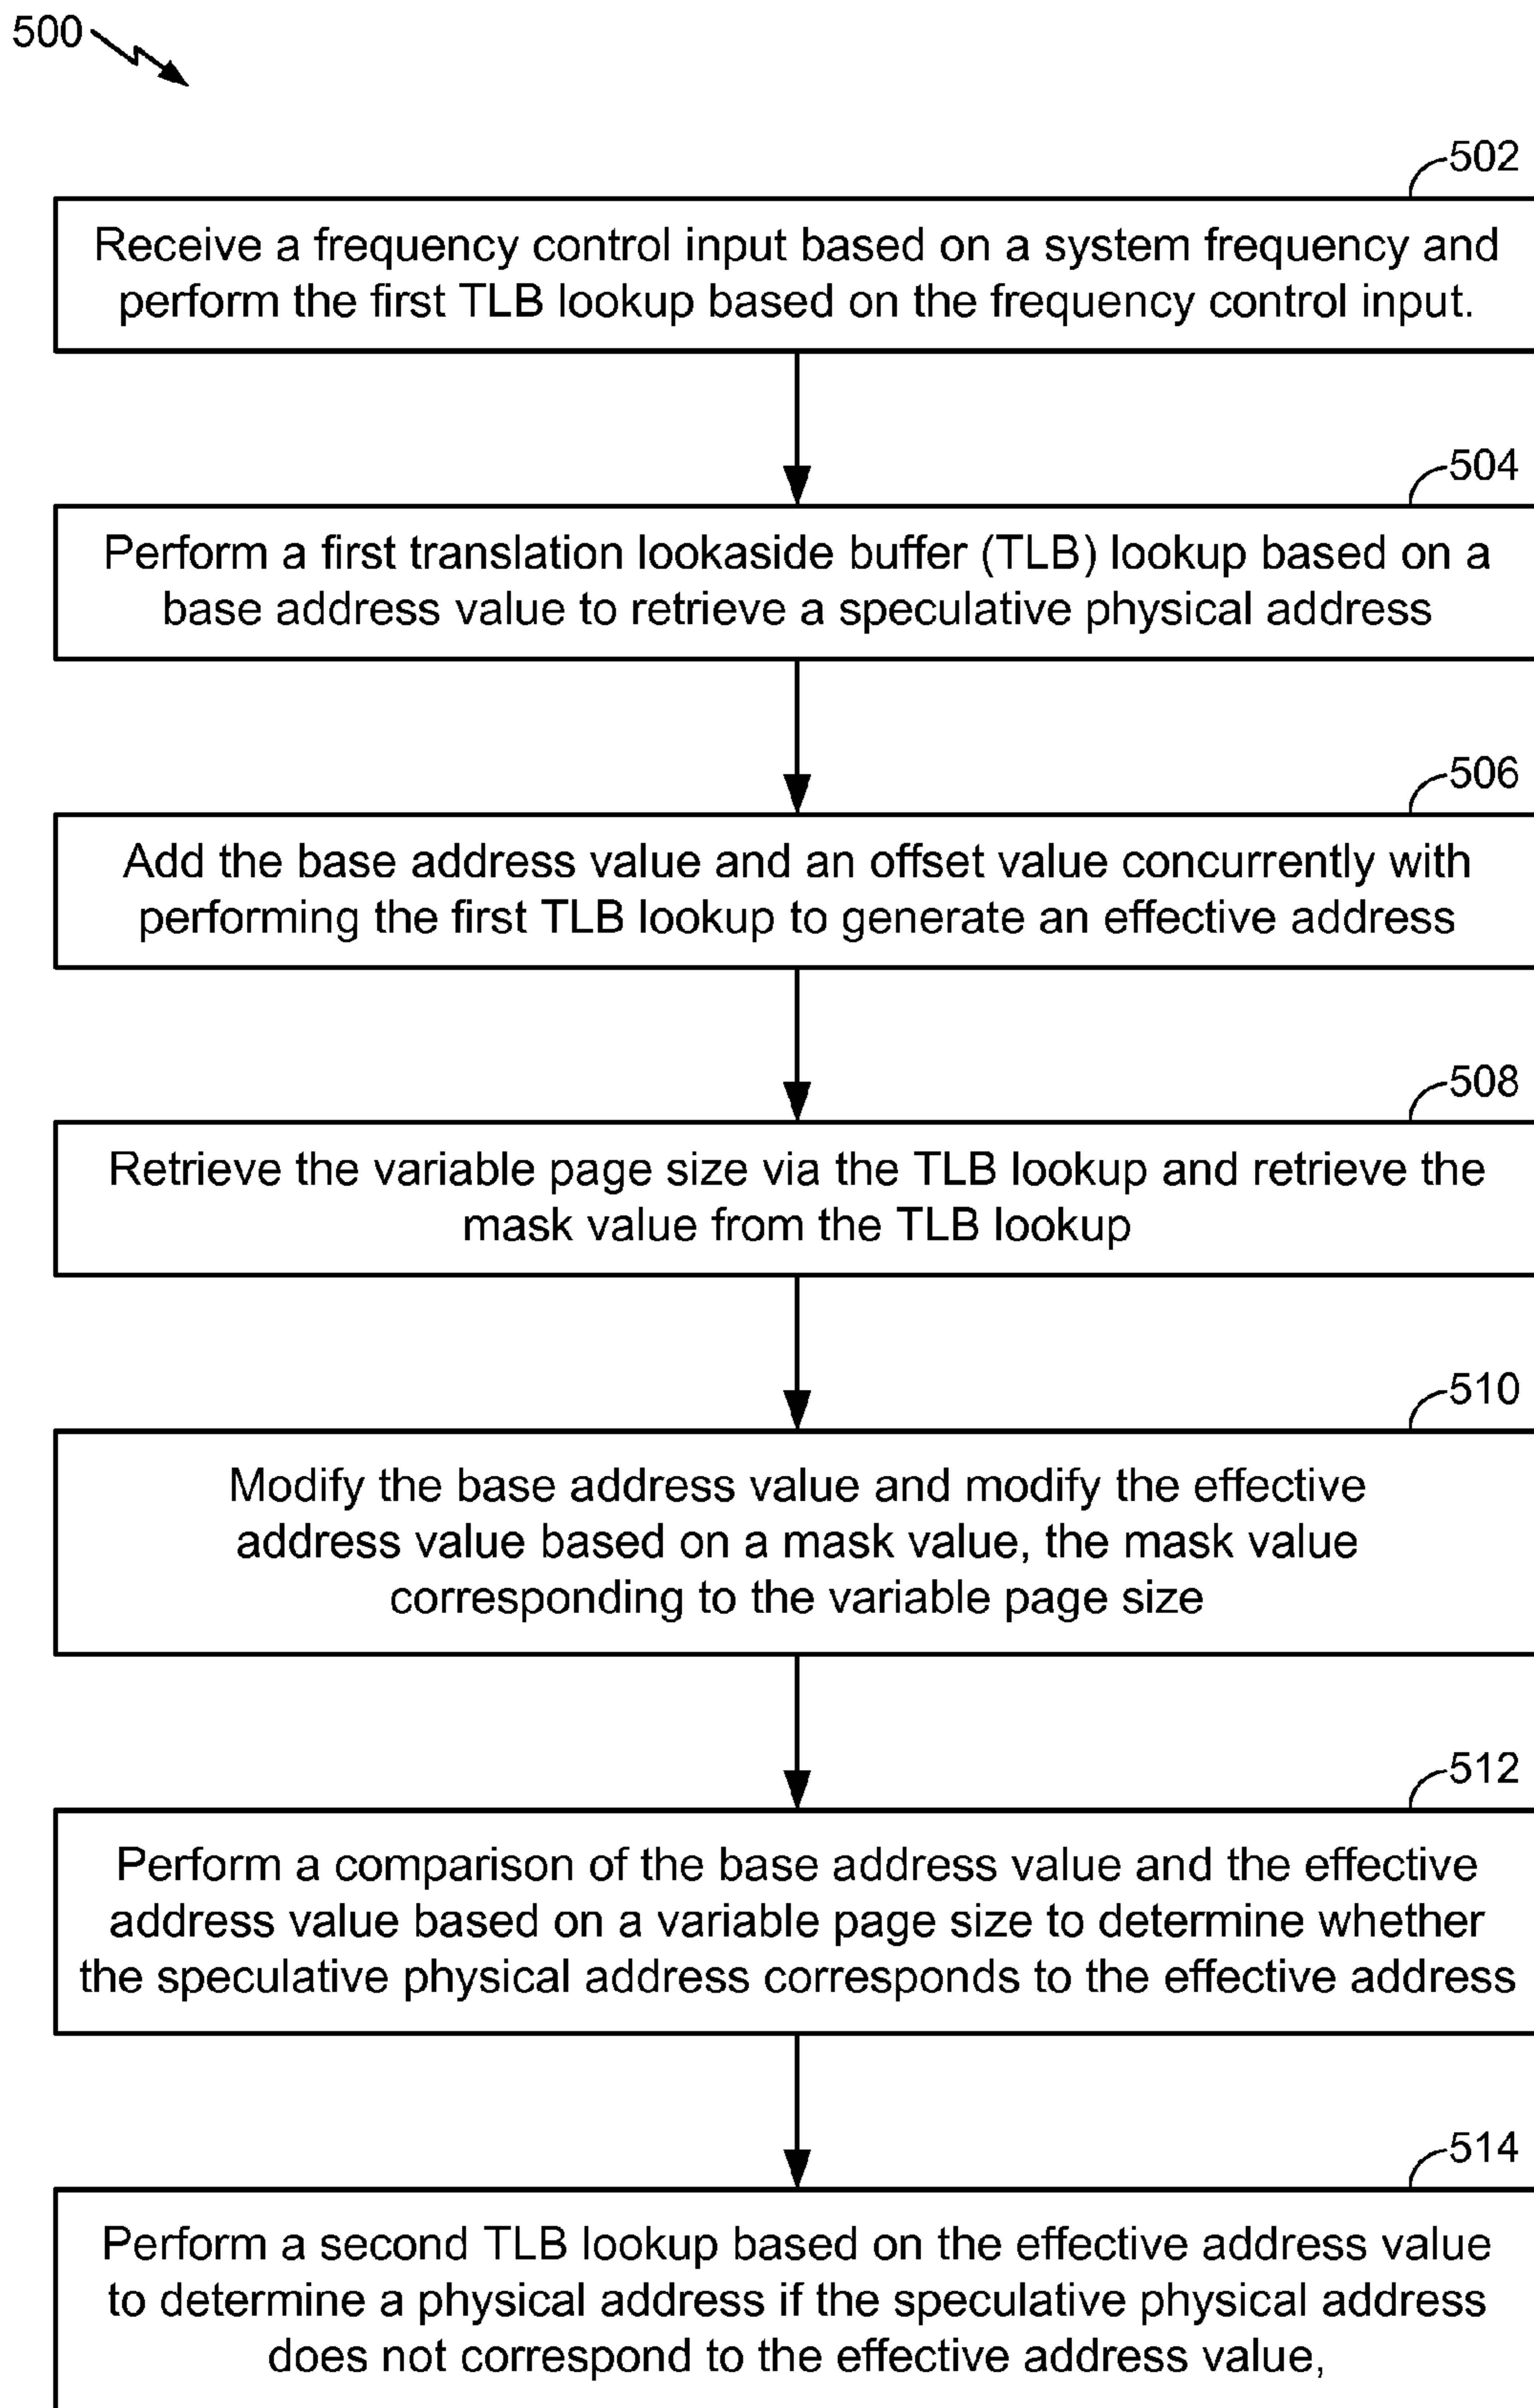 500
502
Receive a frequency control input based on a system frequency and
perform the first TLB lookup based on the frequency control input.
504
Perform a first translation lookaside buffer (TLB) lookup based on a
base address value to retrieve a speculative physical address
506
Add the base address value and an offset value concurrently with
performing the first TLB lookup to generate an effective address
508
Retrieve the variable page size via the TLB lookup and retrieve the
mask value from the TLB lookup
510
Modify the base address value and modify the effective
address value based on a mask value, the mask value
corresponding to the variable page size
512
Perform a comparison of the base address value and the effective
address value based on a variable page size to determine whether
the speculative physical address corresponds to the effective address
514
Perform a second TLB lookup based on the effective address value
to determine a physical address if the speculative physical address
does not correspond to the effective address value,